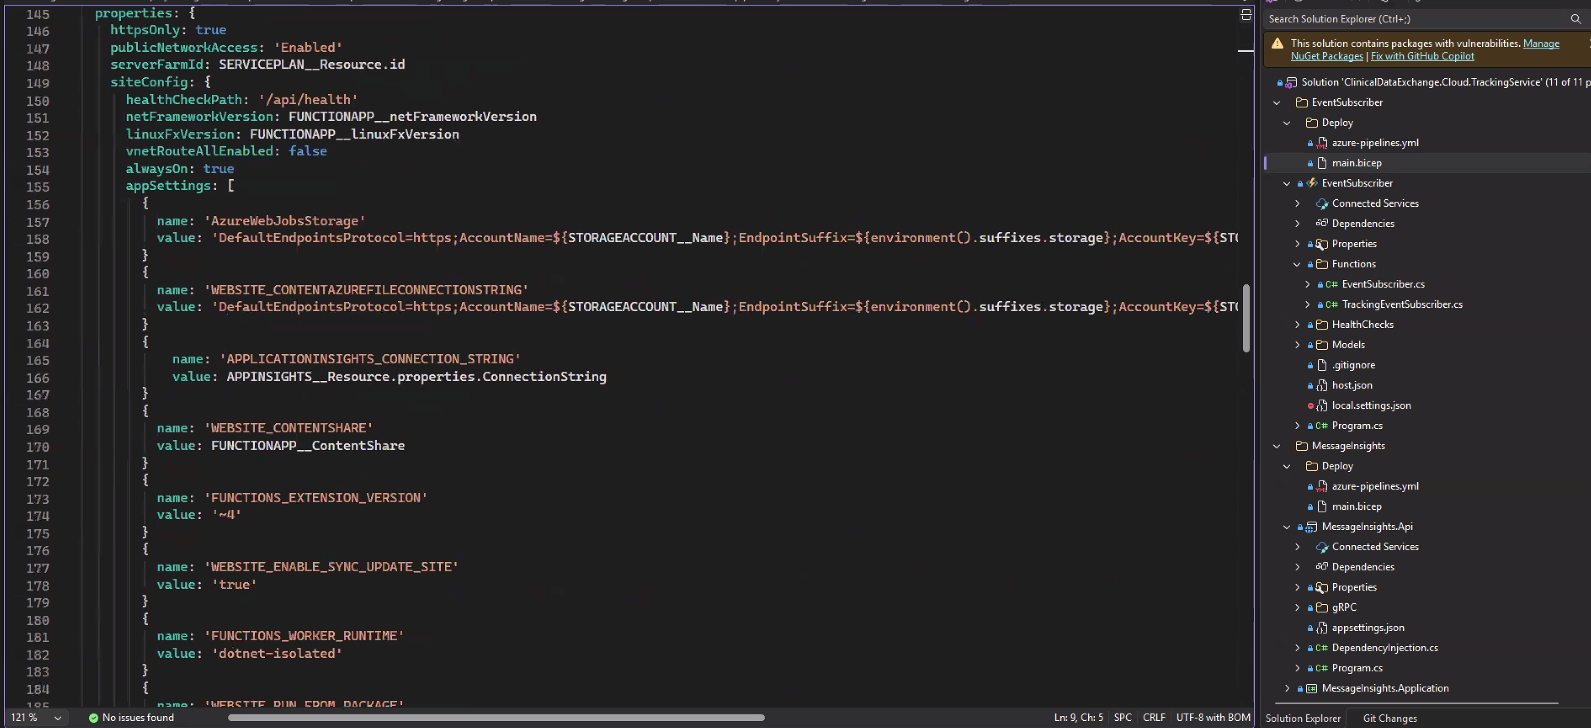 145 properties: {
146 httpsOnly: true
147 publicNetworkAccess: 'Enabled'
148 serverFarmId: SERVICEPLAN__Resource.id
149 siteConfig: {
150 healthCheckPath: '/api/health'
151 netFrameworkVersion: FUNCTIONAPP__netFrameworkVersion
152 linuxFxVersion: FUNCTIONAPP__linuxFxVersion
153 vnetRouteAllEnabled: false
154 alwaysOn: true
155 appSettings: [
156 {
157 name: 'AzureWebJobsStorage'
158 value: 'DefaultEndpointsProtocol=https;AccountName=${STORAGEACCOUNT__Name};EndpointSuffix=${environment().suffixes.storage};AccountKey=${STO
159 }
160 {
161 name: 'WEBSITE_CONTENTAZUREFILECONNECTIONSTRING'
162 value: 'DefaultEndpointsProtocol=https;AccountName=${STORAGEACCOUNT__Name};EndpointSuffix=${environment().suffixes.storage};AccountKey=${STO
163 }
164 {
165 name: 'APPLICATIONINSIGHTS_CONNECTION_STRING'
166 value: APPINSIGHTS__Resource.properties.ConnectionString
167 }
168 {
169 name: 'WEBSITE_CONTENTSHARE'
170 value: FUNCTIONAPP__ContentShare
171 }
172 {
173 name: 'FUNCTIONS_EXTENSION_VERSION'
174 value: '~4'
175 }
176 {
177 name: 'WEBSITE_ENABLE_SYNC_UPDATE_SITE'
178 value: 'true'
179 }
180 {
181 name: 'FUNCTIONS_WORKER_RUNTIME'
182 value: 'dotnet-isolated'
183 }
184 {
185 name: 'WEBSITE_RUN_FROM_PACKAGE'
121 %
No issues found
Ln: 9, Ch: 5 SPC CRLF UTF-8 with BOM
Search Solution Explorer (Ctrl+;)
This solution contains packages with vulnerabilities. Manage
NuGet Packages | Fix with GitHub Copilot
Solution 'ClinicalDataExchange.Cloud.TrackingService' (11 of 11 p
EventSubscriber
Deploy
azure-pipelines.yml
main.bicep
EventSubscriber
Connected Services
Dependencies
Properties
Functions
C# EventSubscriber.cs
C# TrackingEventSubscriber.cs
HealthChecks
Models
.gitignore
host.json
local.settings.json
C# Program.cs
MessageInsights
Deploy
azure-pipelines.yml
main.bicep
MessageInsights.Api
Connected Services
Dependencies
Properties
gRPC
appsettings.json
C# DependencyInjection.cs
C# Program.cs
MessageInsights.Application
Solution Explorer Git Changes